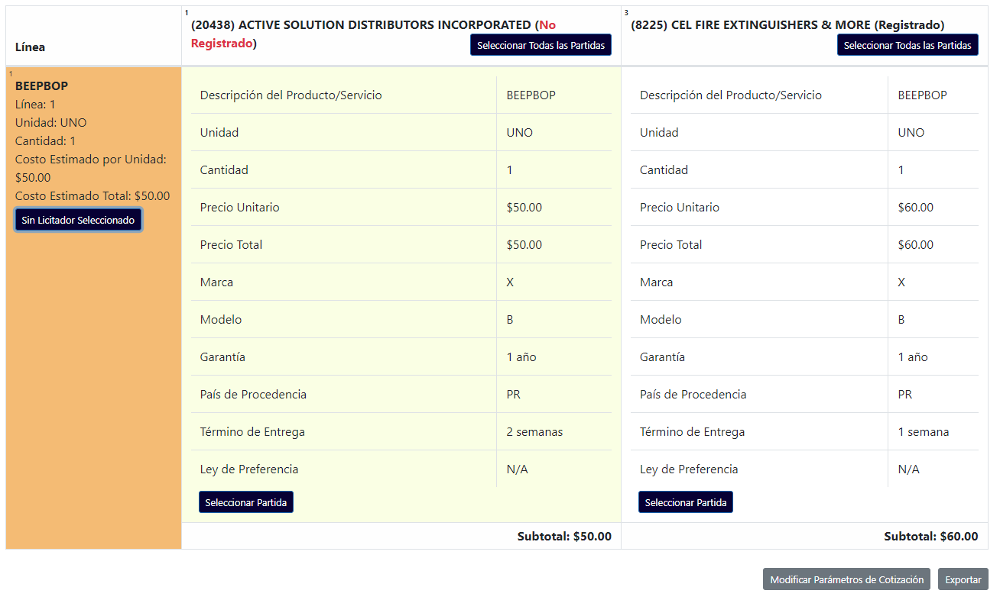 Línea
1
(20438) ACTIVE SOLUTION DISTRIBUTORS INCORPORATED (No
Registrado)
Seleccionar Todas las Partidas
3
(8225) CEL FIRE EXTINGUISHERS & MORE (Registrado)
Seleccionar Todas las Partidas
1
BEEPBOP
Línea: 1
Unidad: UNO
Cantidad: 1
Costo Estimado por Unidad:
$50.00
Costo Estimado Total: $50.00
Sin Licitador Seleccionado
Descripción del Producto/Servicio BEEPBOP
Unidad UNO
Cantidad 1
Precio Unitario $50.00
Precio Total $50.00
Marca X
Modelo B
Garantía 1 año
País de Procedencia PR
Término de Entrega 2 semanas
Ley de Preferencia N/A
Seleccionar Partida
Subtotal: $50.00
Descripción del Producto/Servicio BEEPBOP
Unidad UNO
Cantidad 1
Precio Unitario $60.00
Precio Total $60.00
Marca X
Modelo B
Garantía 1 año
País de Procedencia PR
Término de Entrega 1 semana
Ley de Preferencia N/A
Seleccionar Partida
Subtotal: $60.00
Modificar Parámetros de Cotización
Exportar